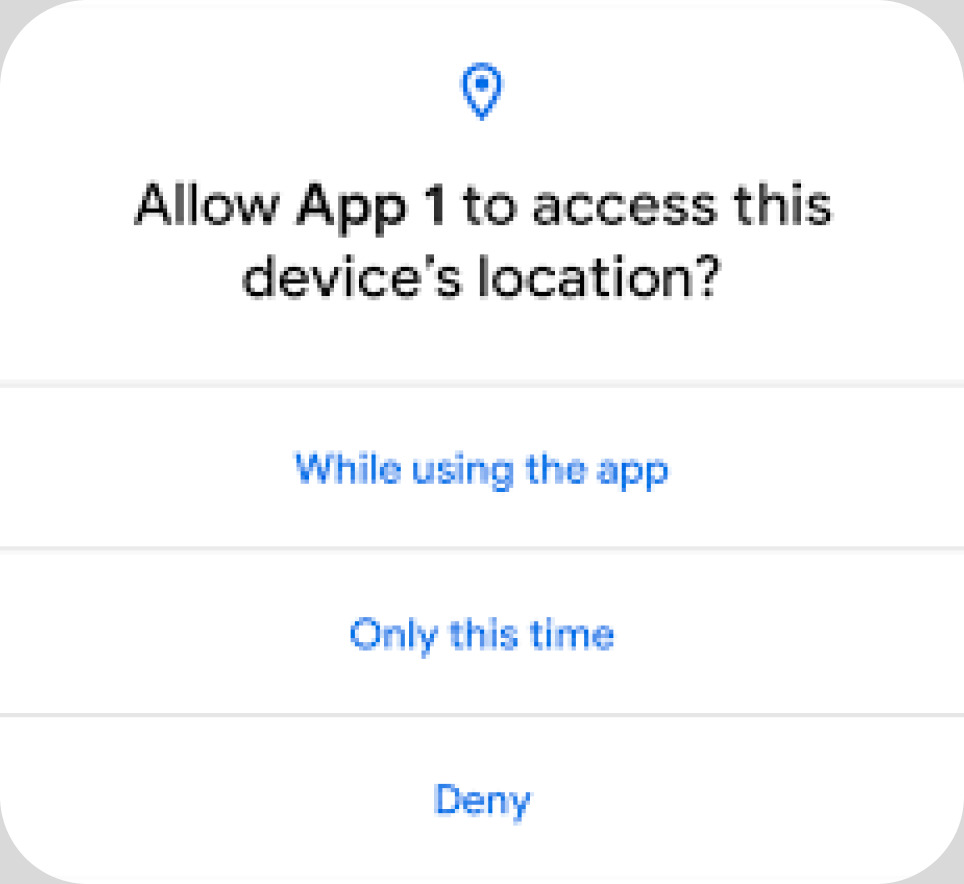 Allow App 1 to access this
device's location?
While using the app
Only this time
Deny